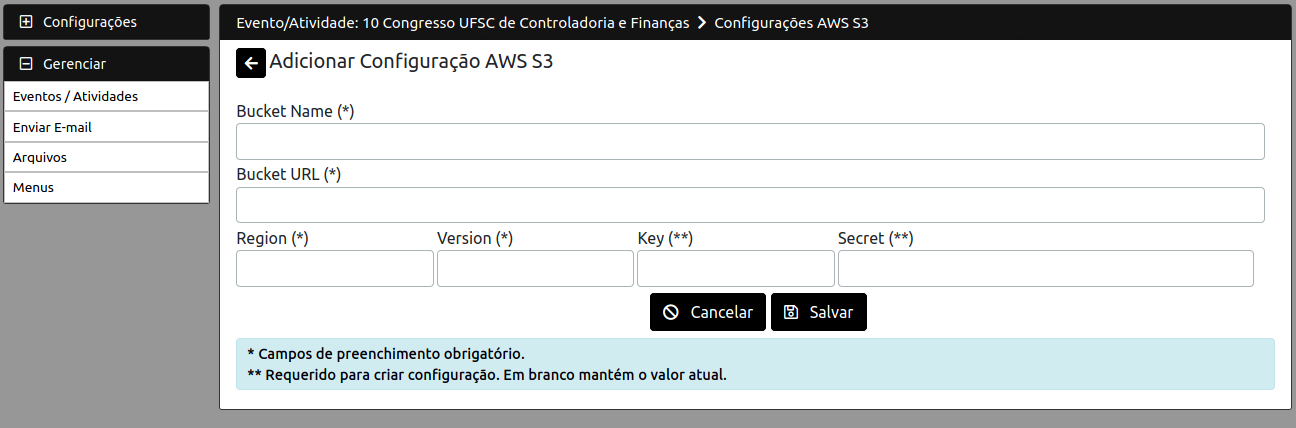 Configurações
Gerenciar
Eventos / Atividades
Enviar E-mail
Arquivos
Menus
Evento/Atividade: 10 Congresso UFSC de Controladoria e Finanças Configurações AWS S3
Adicionar Configuração AWS S3
Bucket Name (*)
Bucket URL (*)
Region (*) Version (*) Key (**) Secret (**)
Cancelar Salvar
* Campos de preenchimento obrigatório.
** Requerido para criar configuração. Em branco mantém o valor atual.